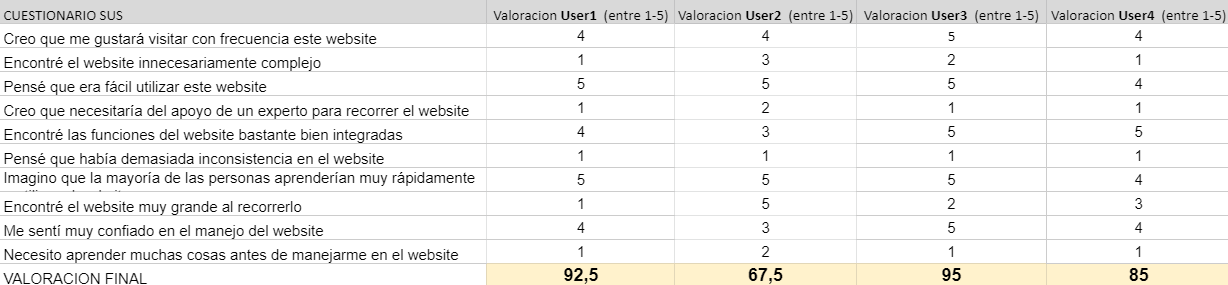 CUESTIONARIO SUS Valoracion User1 (entre 1-5) Valoracion User2 (entre 1-5) Valoracion User3 (entre 1-5) Valoracion User4 (entre 1-5)
Creo que me gustará visitar con frecuencia este website 4 4 5 4
Encontré el website innecesariamente complejo 1 3 2 1
Pensé que era fácil utilizar este website 5 5 5 4
Creo que necesitaría del apoyo de un experto para recorrer el website 1 2 1 1
Encontré las funciones del website bastante bien integradas 4 3 5 5
Pensé que había demasiada inconsistencia en el website 1 1 1 1
Imagino que la mayoría de las personas aprenderían muy rápidamente 5 5 5 4
Encontré el website muy grande al recorrerlo 1 5 2 3
Me sentí muy confiado en el manejo del website 4 3 5 4
Necesito aprender muchas cosas antes de manejarme en el website 1 2 1 1
VALORACION FINAL 92,5 67,5 95 85